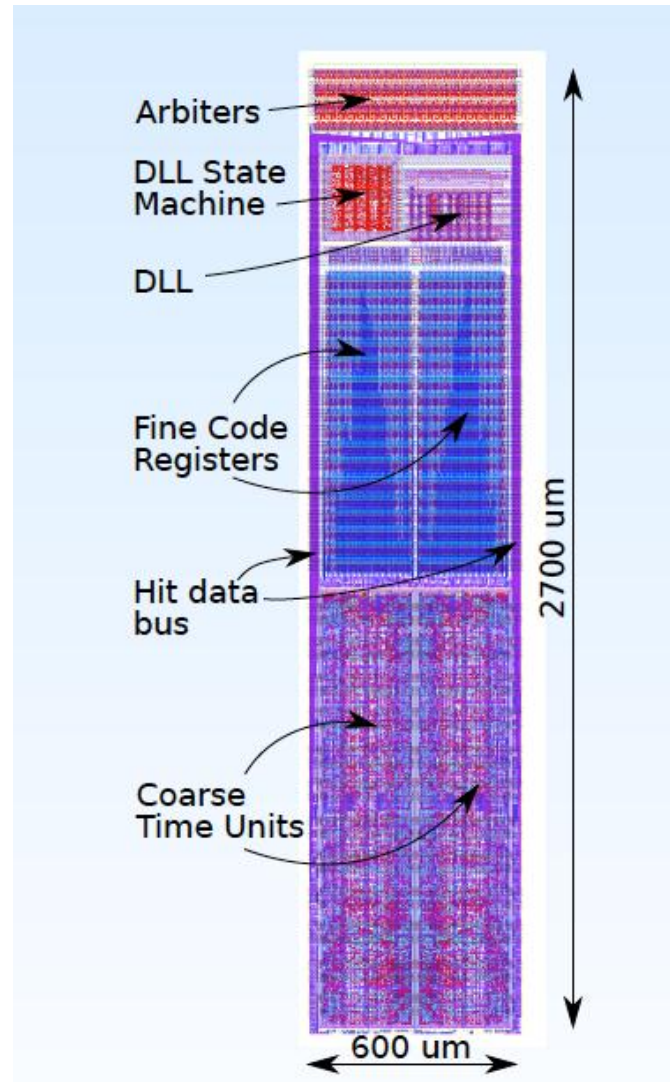 Arbiters
DLL State
Machine
DLL
Fine Code
Registers
Hit data
bus
2700 um
Coarse
Time Units
600 um